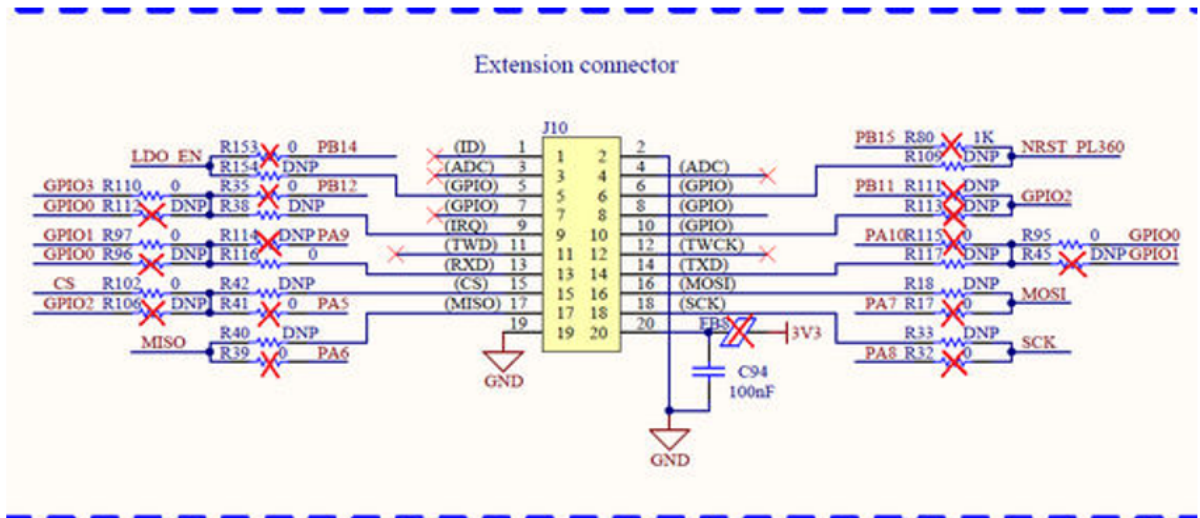 Extension connector
J10
R153 0 PB14 (ID) 1 1 2 2 PB15 R80 1K
LDO_EN R154 DNP (ADC) 3 3 4 4 (ADC) R109 DNP NRST_PL360
GPIO3 R110 0 R35 0 PB12 (GPIO) 5 5 6 6 (GPIO) PB11 R111 DNP
GPIO0 R112 DNP R38 DNP (GPIO) 7 7 8 8 (GPIO) R113 DNP GPIO2
(IRQ) 9 9 10 10 (GPIO)
GPIO1 R97 0 R114 DNP PA9 (TWD) 11 11 12 12 (TWCK) PA10 R115 0 R95 0 GPIO0
GPIO0 R96 DNP R116 0 (RXD) 13 13 14 14 (TXD) R117 DNP R45 DNP GPIO1
CS R102 0 R42 DNP (CS) 15 15 16 16 (MOSI) R18 DNP
GPIO2 R106 DNP R41 0 PA5 (MISO) 17 17 18 18 (SCK) PA7 R17 0 MOSI
R40 DNP 19 19 20 20 FB8 3V3 R33 DNP
MISO R39 0 PA6 PA8 R32 0 SCK
GND C94
100nF
GND